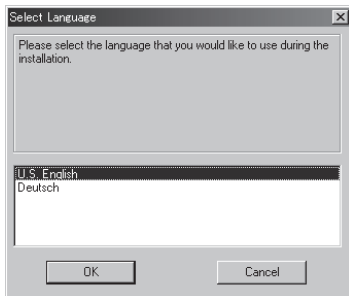 Select Language
Please select the language that you would like to use during the
installation.
U.S. English
Deutsch
OK
Cancel